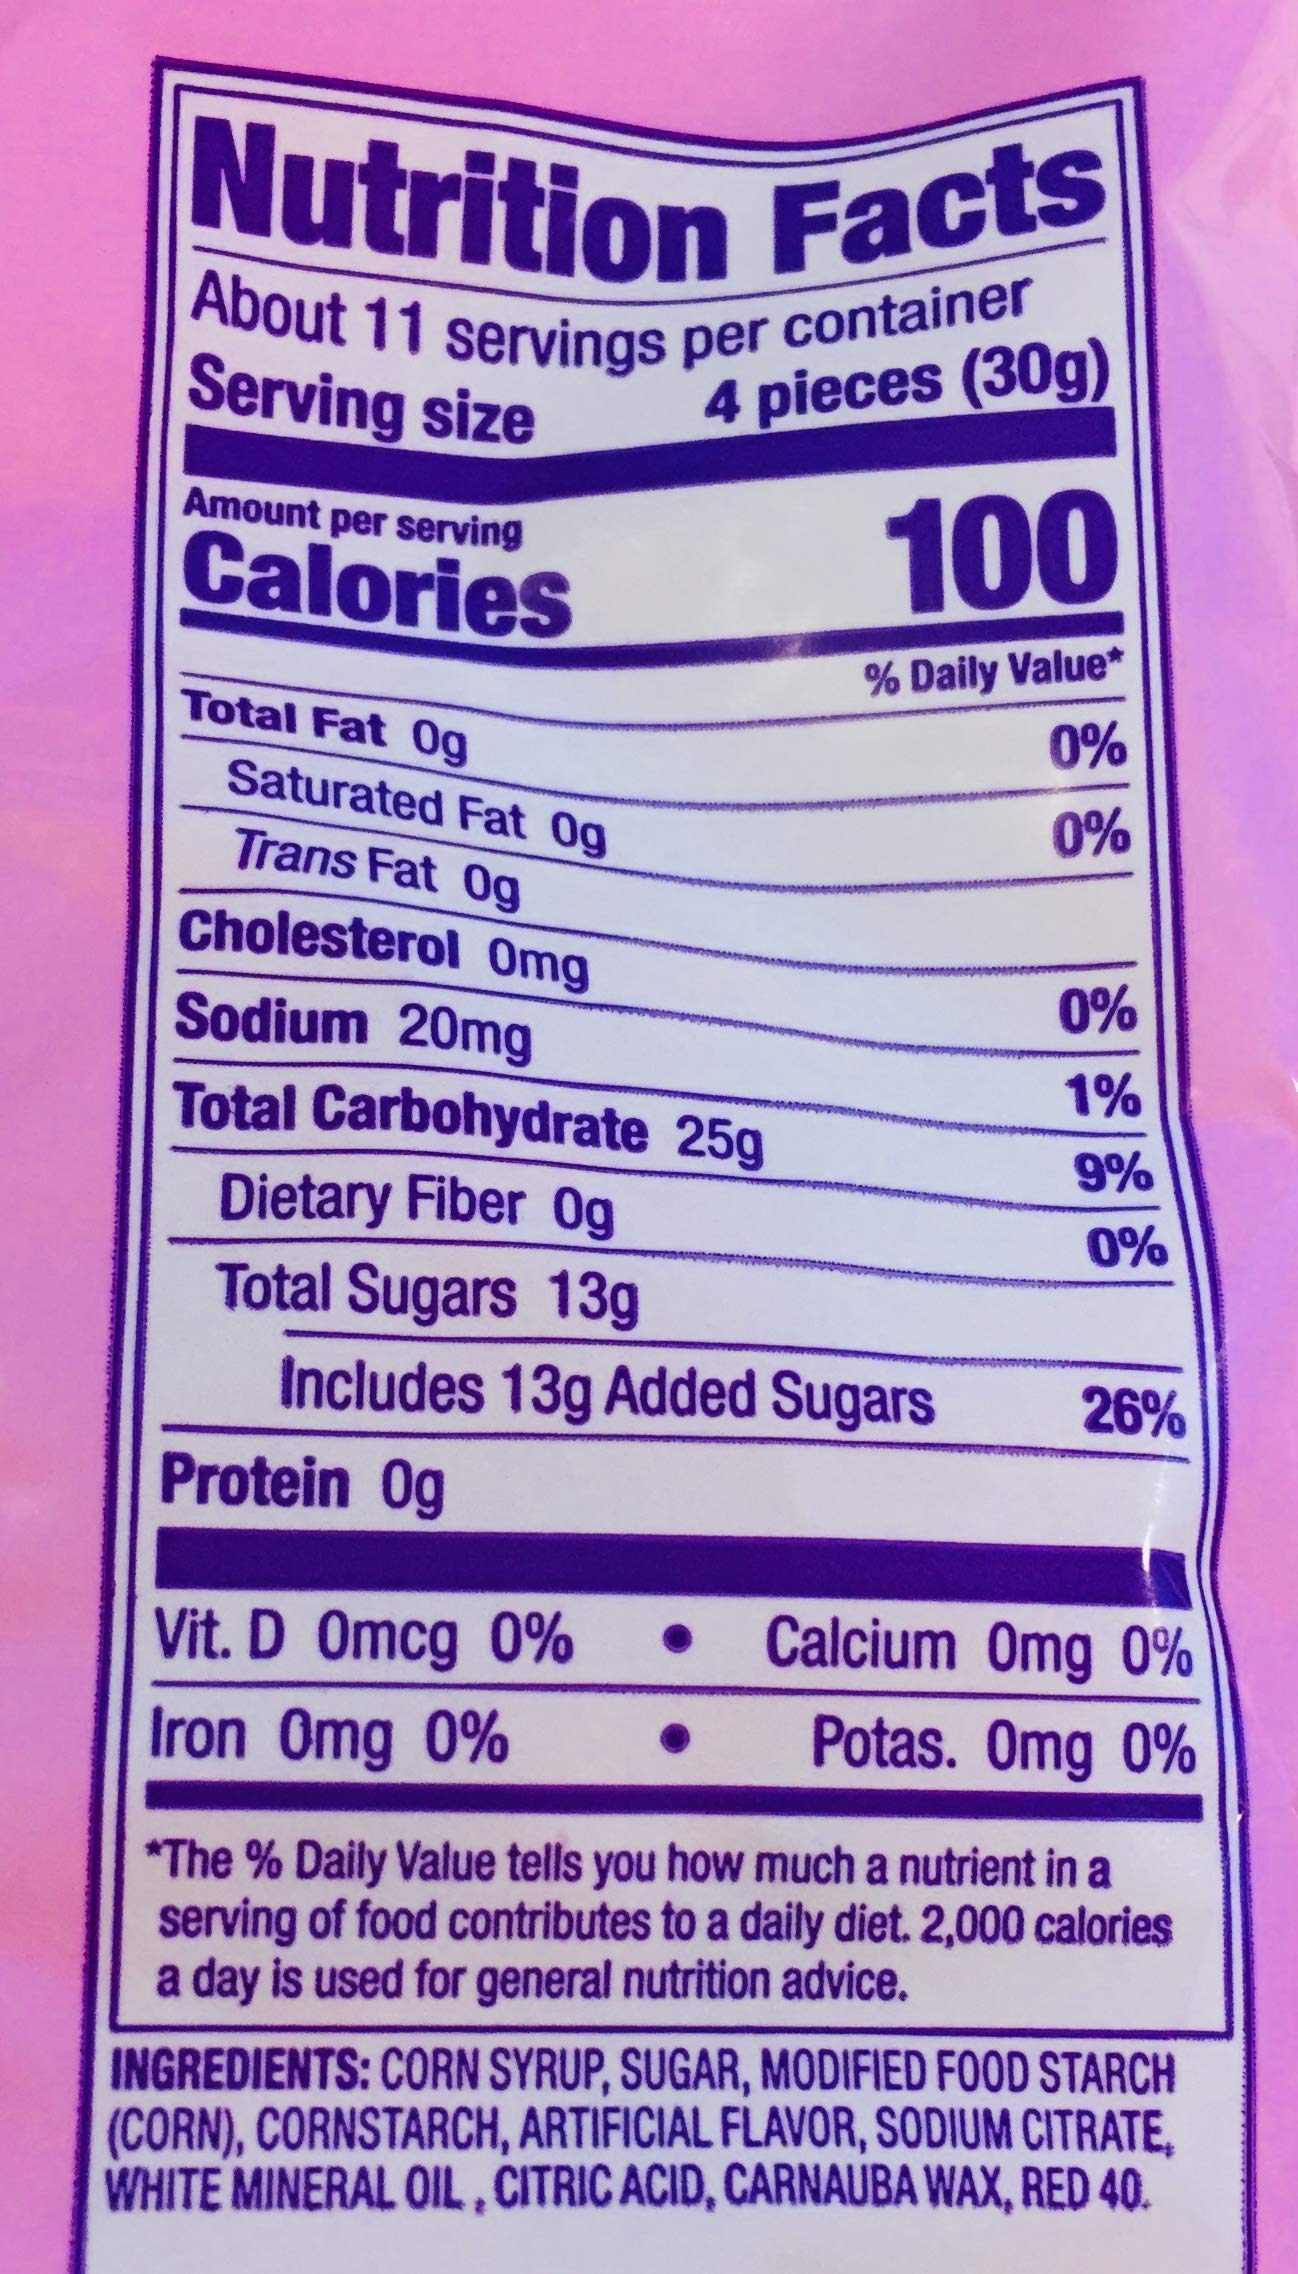 Nutrition Facts
About 11 servings per container
Serving size 4 pieces (30g)
Amount per serving
Calories 100
% Daily Value*
Total Fat 0g 0%
Saturated Fat 0g 0%
Trans Fat 0g
Cholesterol 0mg 0%
Sodium 20mg 1%
Total Carbohydrate 25g 9%
Dietary Fiber 0g 0%
Total Sugars 13g
Includes 13g Added Sugars 26%
Protein 0g
Vit. D 0mcg 0% • Calcium 0mg 0%
Iron 0mg 0% • Potas. 0mg 0%
*The % Daily Value tells you how much a nutrient in a
serving of food contributes to a daily diet. 2,000 calories
a day is used for general nutrition advice.
INGREDIENTS: CORN SYRUP, SUGAR, MODIFIED FOOD STARCH
(CORN), CORNSTARCH, ARTIFICIAL FLAVOR, SODIUM CITRATE,
WHITE MINERAL OIL , CITRIC ACID, CARNAUBA WAX, RED 40.